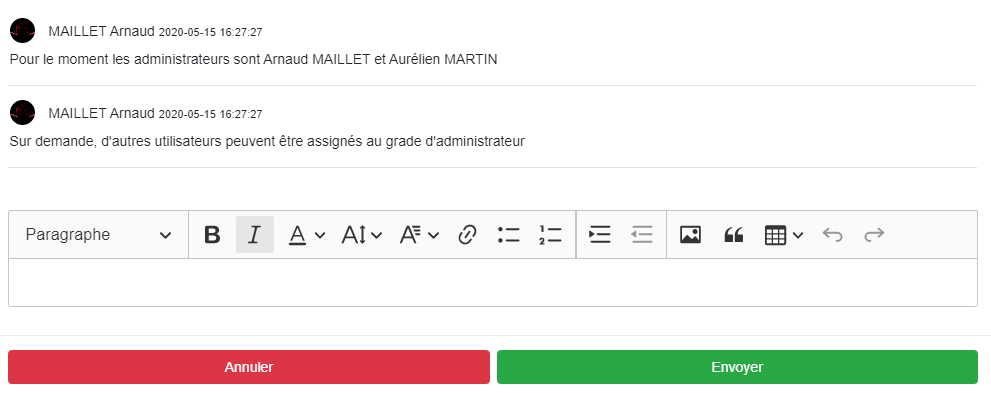 MAILLET Arnaud 2020-05-15 16:27:27
Pour le moment les administrateurs sont Arnaud MAILLET et Aurélien MARTIN
MAILLET Arnaud 2020-05-15 16:27:27
Sur demande, d'autres utilisateurs peuvent être assignés au grade d'administrateur
Paragraphe
Annuler
Envoyer